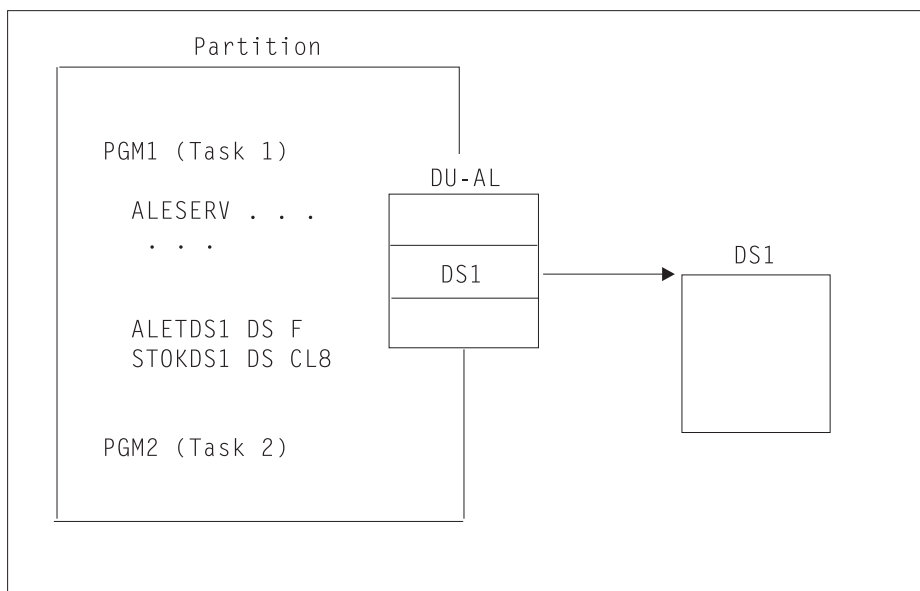 Partition
PGM1 (Task 1)
DU-AL
ALESERV . . .
. . .
DS1
DS1
ALETDS1 DS F
STOKDS1 DS CL8
PGM2 (Task 2)